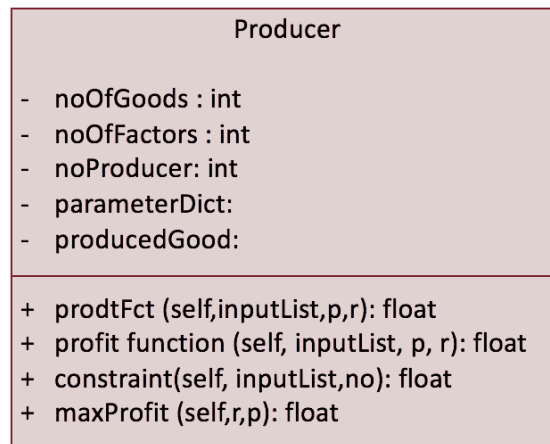 Producer
- noOfGoods : int
- noOfFactors : int
- noProducer: int
- parameterDict:
- producedGood:
+ prodtFct (self,inputList,p,r): float
+ profit function (self, inputList, p, r): float
+ constraint(self, inputList,no): float
+ maxProfit (self,r,p): float